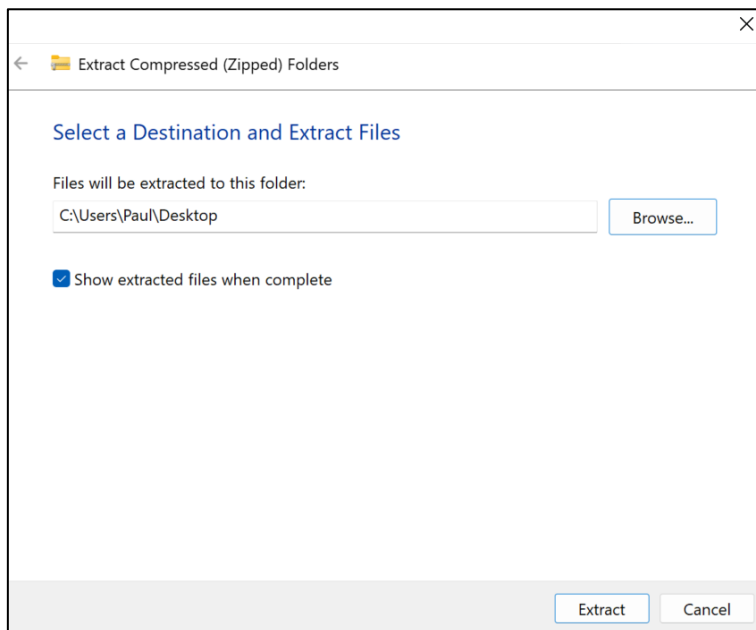 Extract Compressed (Zipped) Folders
Select a Destination and Extract Files
Files will be extracted to this folder:
C:\Users\Paul\Desktop
Browse...
Show extracted files when complete
Extract
Cancel